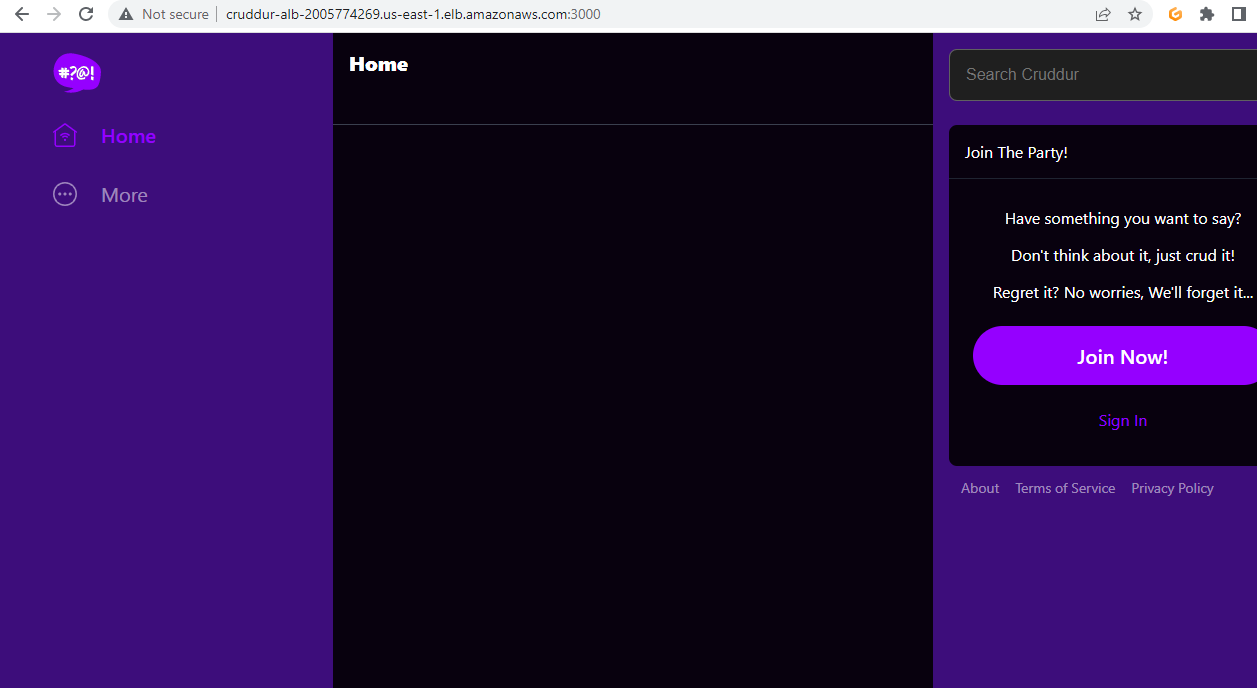 Not secure | cruddur-alb-2005774269.us-east-1.elb.amazonaws.com:3000
#?@!
Home
More
Home
Search Cruddur
Join The Party!
Have something you want to say?
Don't think about it, just crud it!
Regret it? No worries, We'll forget it...
Join Now!
Sign In
About Terms of Service Privacy Policy